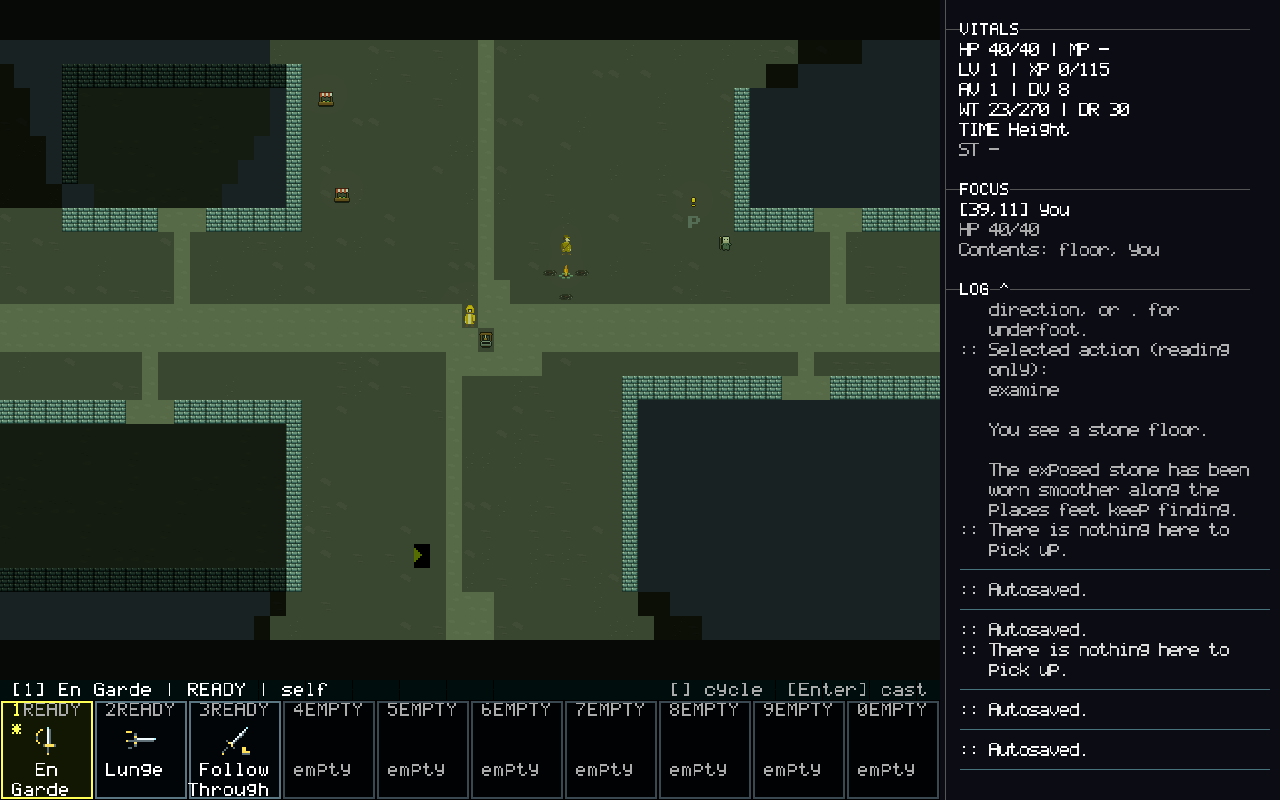 VITALS
HP 40/40 | MP -
LV 1 | XP 0/115
AV 1 | DV 8
WT 23/270 | DR 30
TIME Height
ST -
FOCUS
[39,11] You
HP 40/40
Contents: floor, You
LOG ^
direction, or . for
underfoot.
:: Selected action (reading
only):
examine
You see a stone floor.
The exposed stone has been
worn smoother along the
Places feet keep finding.
:: There is nothing here to
Pick up.
:: Autosaved.
:: Autosaved.
:: There is nothing here to
Pick up.
:: Autosaved.
:: Autosaved.
P
[1] En Garde | READY | self
[] cycle [Enter] cast
1READY 2READY 3READY 4EMPTY 5EMPTY 6EMPTY 7EMPTY 8EMPTY 9EMPTY 0EMPTY
*
En Lunge Follow empty empty empty empty empty empty empty
Garde Through